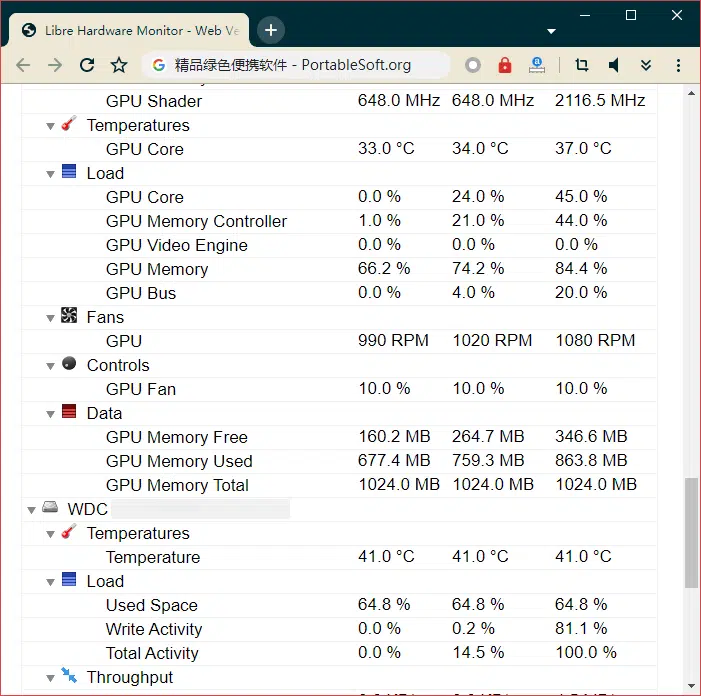 Libre Hardware Monitor - Web Ve
精品绿色便携软件 - PortableSoft.org
GPU Shader 648.0 MHz 648.0 MHz 2116.5 MHz
Temperatures
GPU Core 33.0 °C 34.0 °C 37.0 °C
Load
GPU Core 0.0 % 24.0 % 45.0 %
GPU Memory Controller 1.0 % 21.0 % 44.0 %
GPU Video Engine 0.0 % 0.0 % 0.0 %
GPU Memory 66.2 % 74.2 % 84.4 %
GPU Bus 0.0 % 4.0 % 20.0 %
Fans
GPU 990 RPM 1020 RPM 1080 RPM
Controls
GPU Fan 10.0 % 10.0 % 10.0 %
Data
GPU Memory Free 160.2 MB 264.7 MB 346.6 MB
GPU Memory Used 677.4 MB 759.3 MB 863.8 MB
GPU Memory Total 1024.0 MB 1024.0 MB 1024.0 MB
WDC
Temperatures
Temperature 41.0 °C 41.0 °C 41.0 °C
Load
Used Space 64.8 % 64.8 % 64.8 %
Write Activity 0.0 % 0.2 % 81.1 %
Total Activity 0.0 % 14.5 % 100.0 %
Throughput